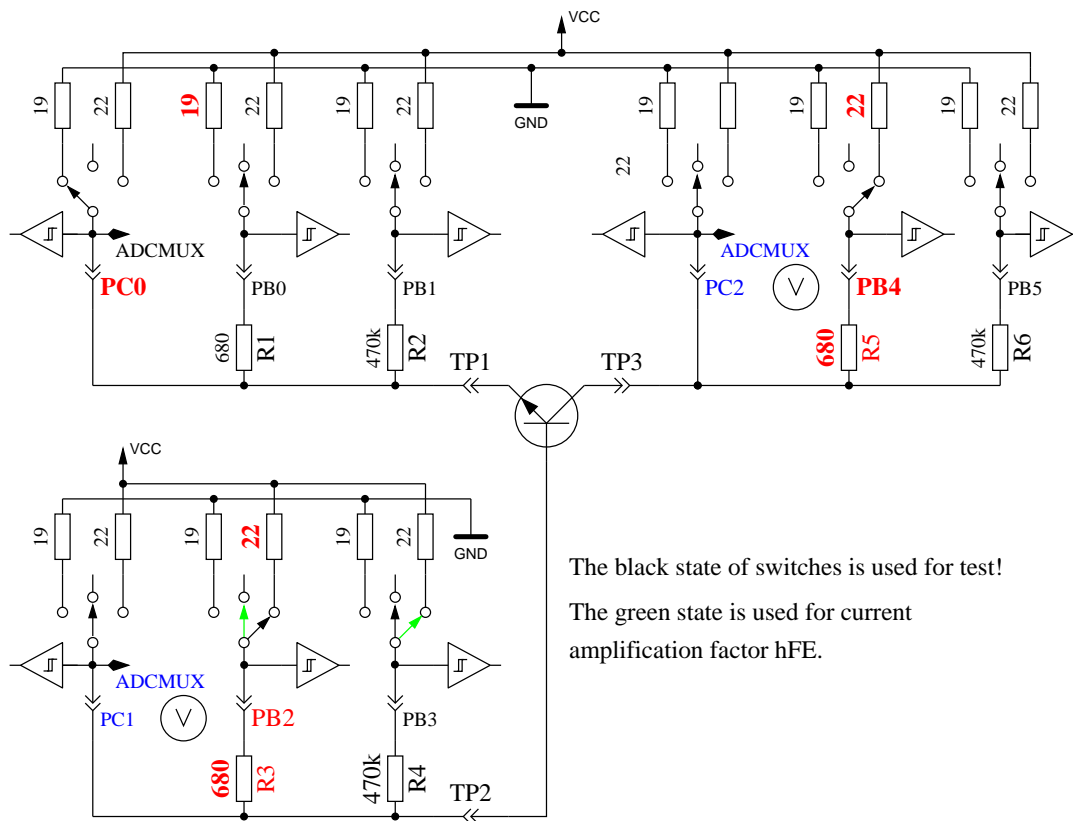 VCC
19
22
19
22
19
22
GND
19
22
19
22
19
22
ADCMUX
ADCMUX
PC0
PB0
PB1
PC2
V
PB4
PB5
680
R1
470k
R2
TP1
TP3
680
R5
470k
R6
VCC
19
22
19
22
19
22
GND
The black state of switches is used for test!
The green state is used for current
amplification factor hFE.
ADCMUX
PC1
V
PB2
PB3
680
R3
470k
R4
TP2